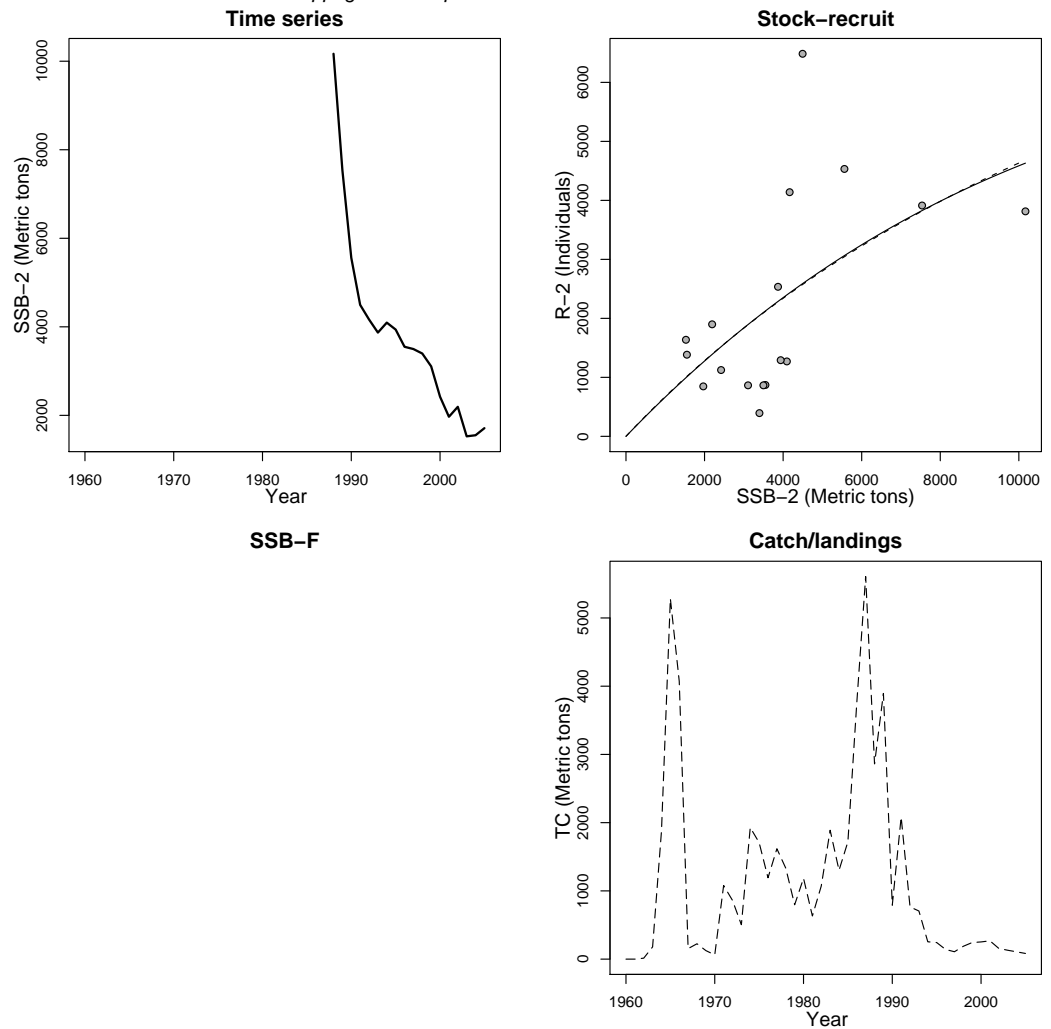 Time series
Stock−recruit
SSB−2 (Metric tons)
10000
8000
6000
4000
2000
1960 1970 1980 1990 2000
Year
R−2 (Individuals)
6000
5000
4000
3000
2000
1000
0
0 2000 4000 6000 8000 10000
SSB−2 (Metric tons)
SSB−F
Catch/landings
TC (Metric tons)
5000
4000
3000
2000
1000
0
1960 1970 1980 1990 2000
Year